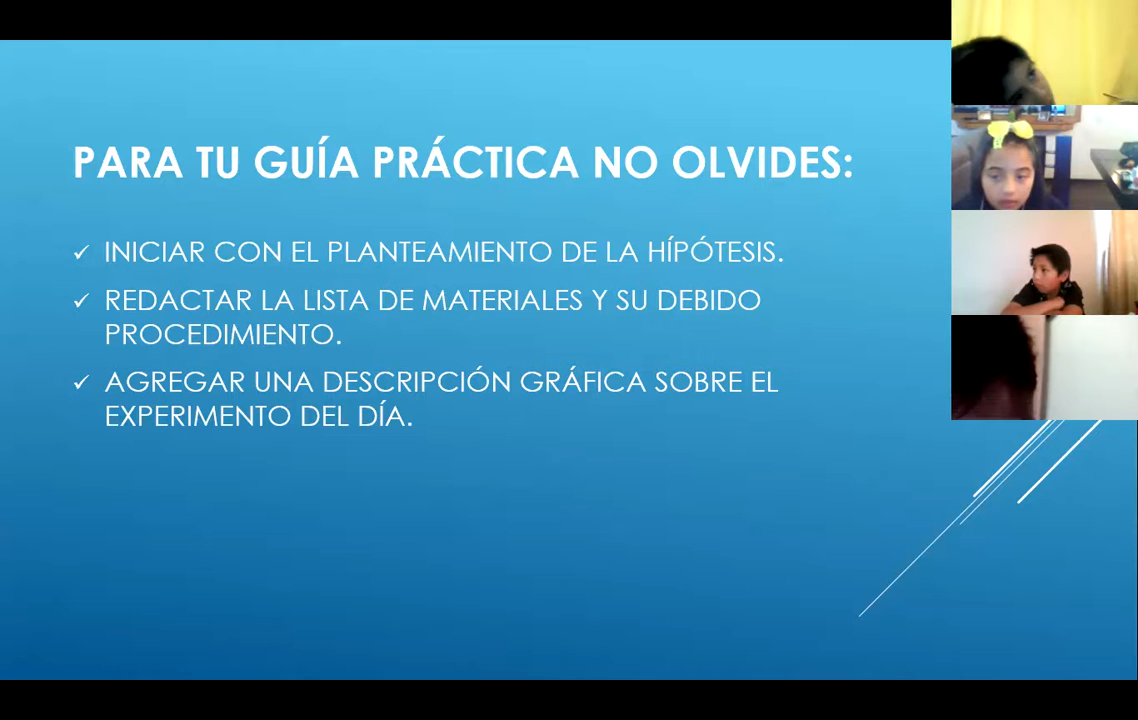 PARA TU GUÍA PRÁCTICA NO OLVIDES:
INICIAR CON EL PLANTEAMIENTO DE LA HÍPÓTESIS.
REDACTAR LA LISTA DE MATERIALES Y SU DEBIDO
PROCEDIMIENTO.
AGREGAR UNA DESCRIPCIÓN GRÁFICA SOBRE EL
EXPERIMENTO DEL DÍA.